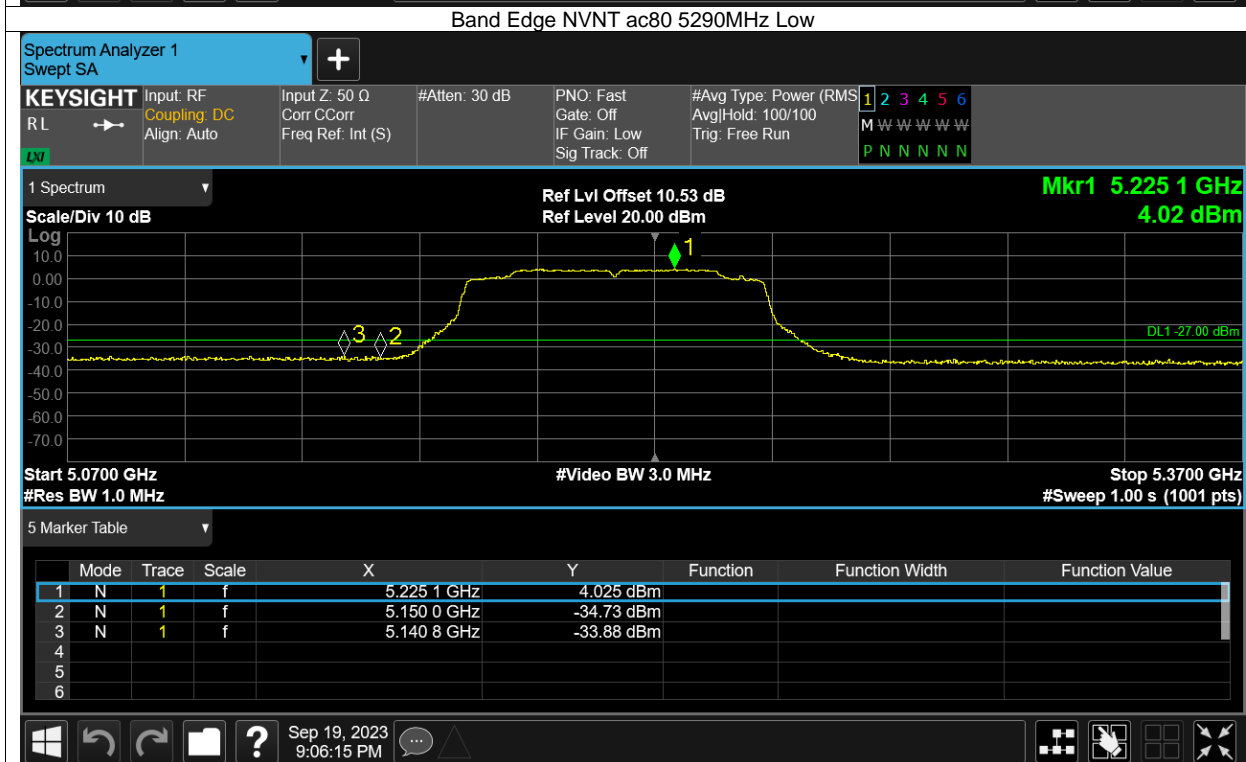 Band Edge NVNT ac80 5290MHz Low
Spectrum Analyzer 1
Swept SA
+
KEYSIGHT Input: RF Input Z: 50 Ω #Atten: 30 dB PNO: Fast #Avg Type: Power (RMS 1 2 3 4 5 6
RL Coupling: DC Corr CCorr Gate: Off Avg|Hold: 100/100 M W W W W W
Align: Auto Freq Ref: Int (S) IF Gain: Low Trig: Free Run
LXI Sig Track: Off P N N N N N
1 Spectrum Ref Lvl Offset 10.53 dB Mkr1 5.225 1 GHz
Scale/Div 10 dB Ref Level 20.00 dBm 4.02 dBm
Log
1
10.0
0.00
-10.0
-20.0
3 2 DL1 -27.00 dBm
-30.0
-40.0
-50.0
-60.0
-70.0
Start 5.0700 GHz #Video BW 3.0 MHz Stop 5.3700 GHz
#Res BW 1.0 MHz #Sweep 1.00 s (1001 pts)
5 Marker Table
Mode Trace Scale X Y Function Function Width Function Value
1 N 1 f 5.225 1 GHz 4.025 dBm
2 N 1 f 5.150 0 GHz -34.73 dBm
3 N 1 f 5.140 8 GHz -33.88 dBm
4
5
6
? Sep 19, 2023
9:06:15 PM